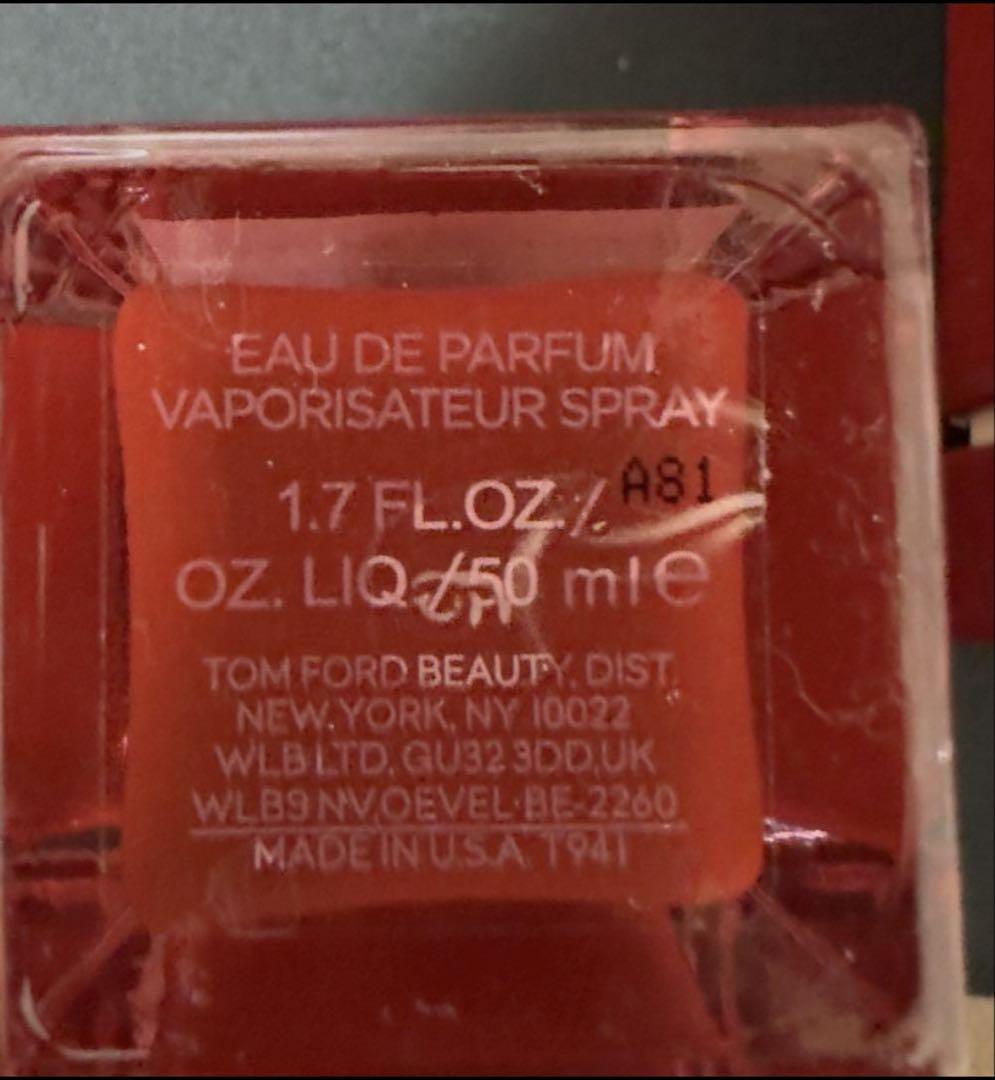 EAU DE PARFUM
VAPORISATEUR SPRAY
1.7 FL.OZ./ A81
OZ. LIQ./50 ml e
TOM FORD BEAUTY, DIST.
NEW YORK, NY 10022
WLB LTD, GU32 3DD,UK
WLBS NV,OEVEL·BE-2260
MADE IN U.S.A. T941